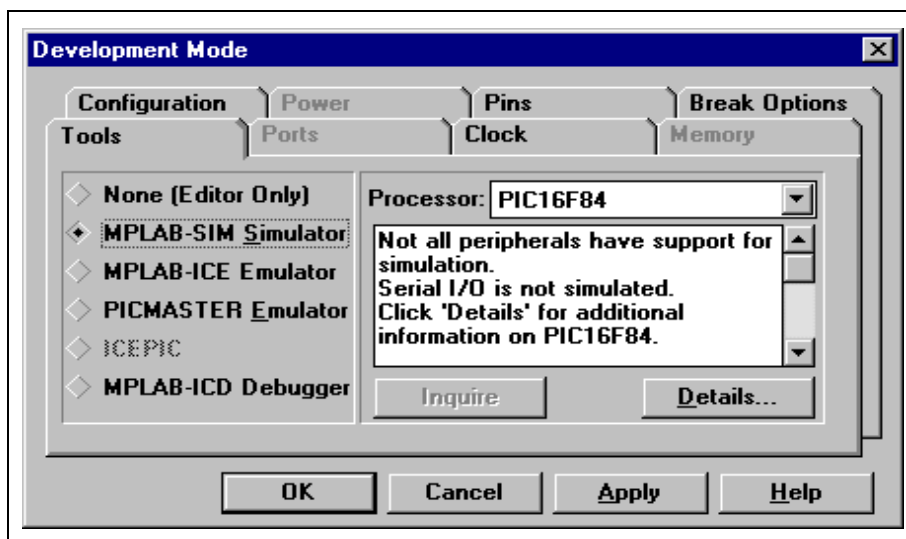 Development Mode
Configuration Power Pins Break Options
Tools Ports Clock Memory
None (Editor Only)
MPLAB-SIM Simulator
MPLAB-ICE Emulator
PICMASTER Emulator
ICEPIC
MPLAB-ICD Debugger
Processor: PIC16F84
Not all peripherals have support for
simulation.
Serial I/O is not simulated.
Click 'Details' for additional
information on PIC16F84.
Inquire Details...
OK Cancel Apply Help